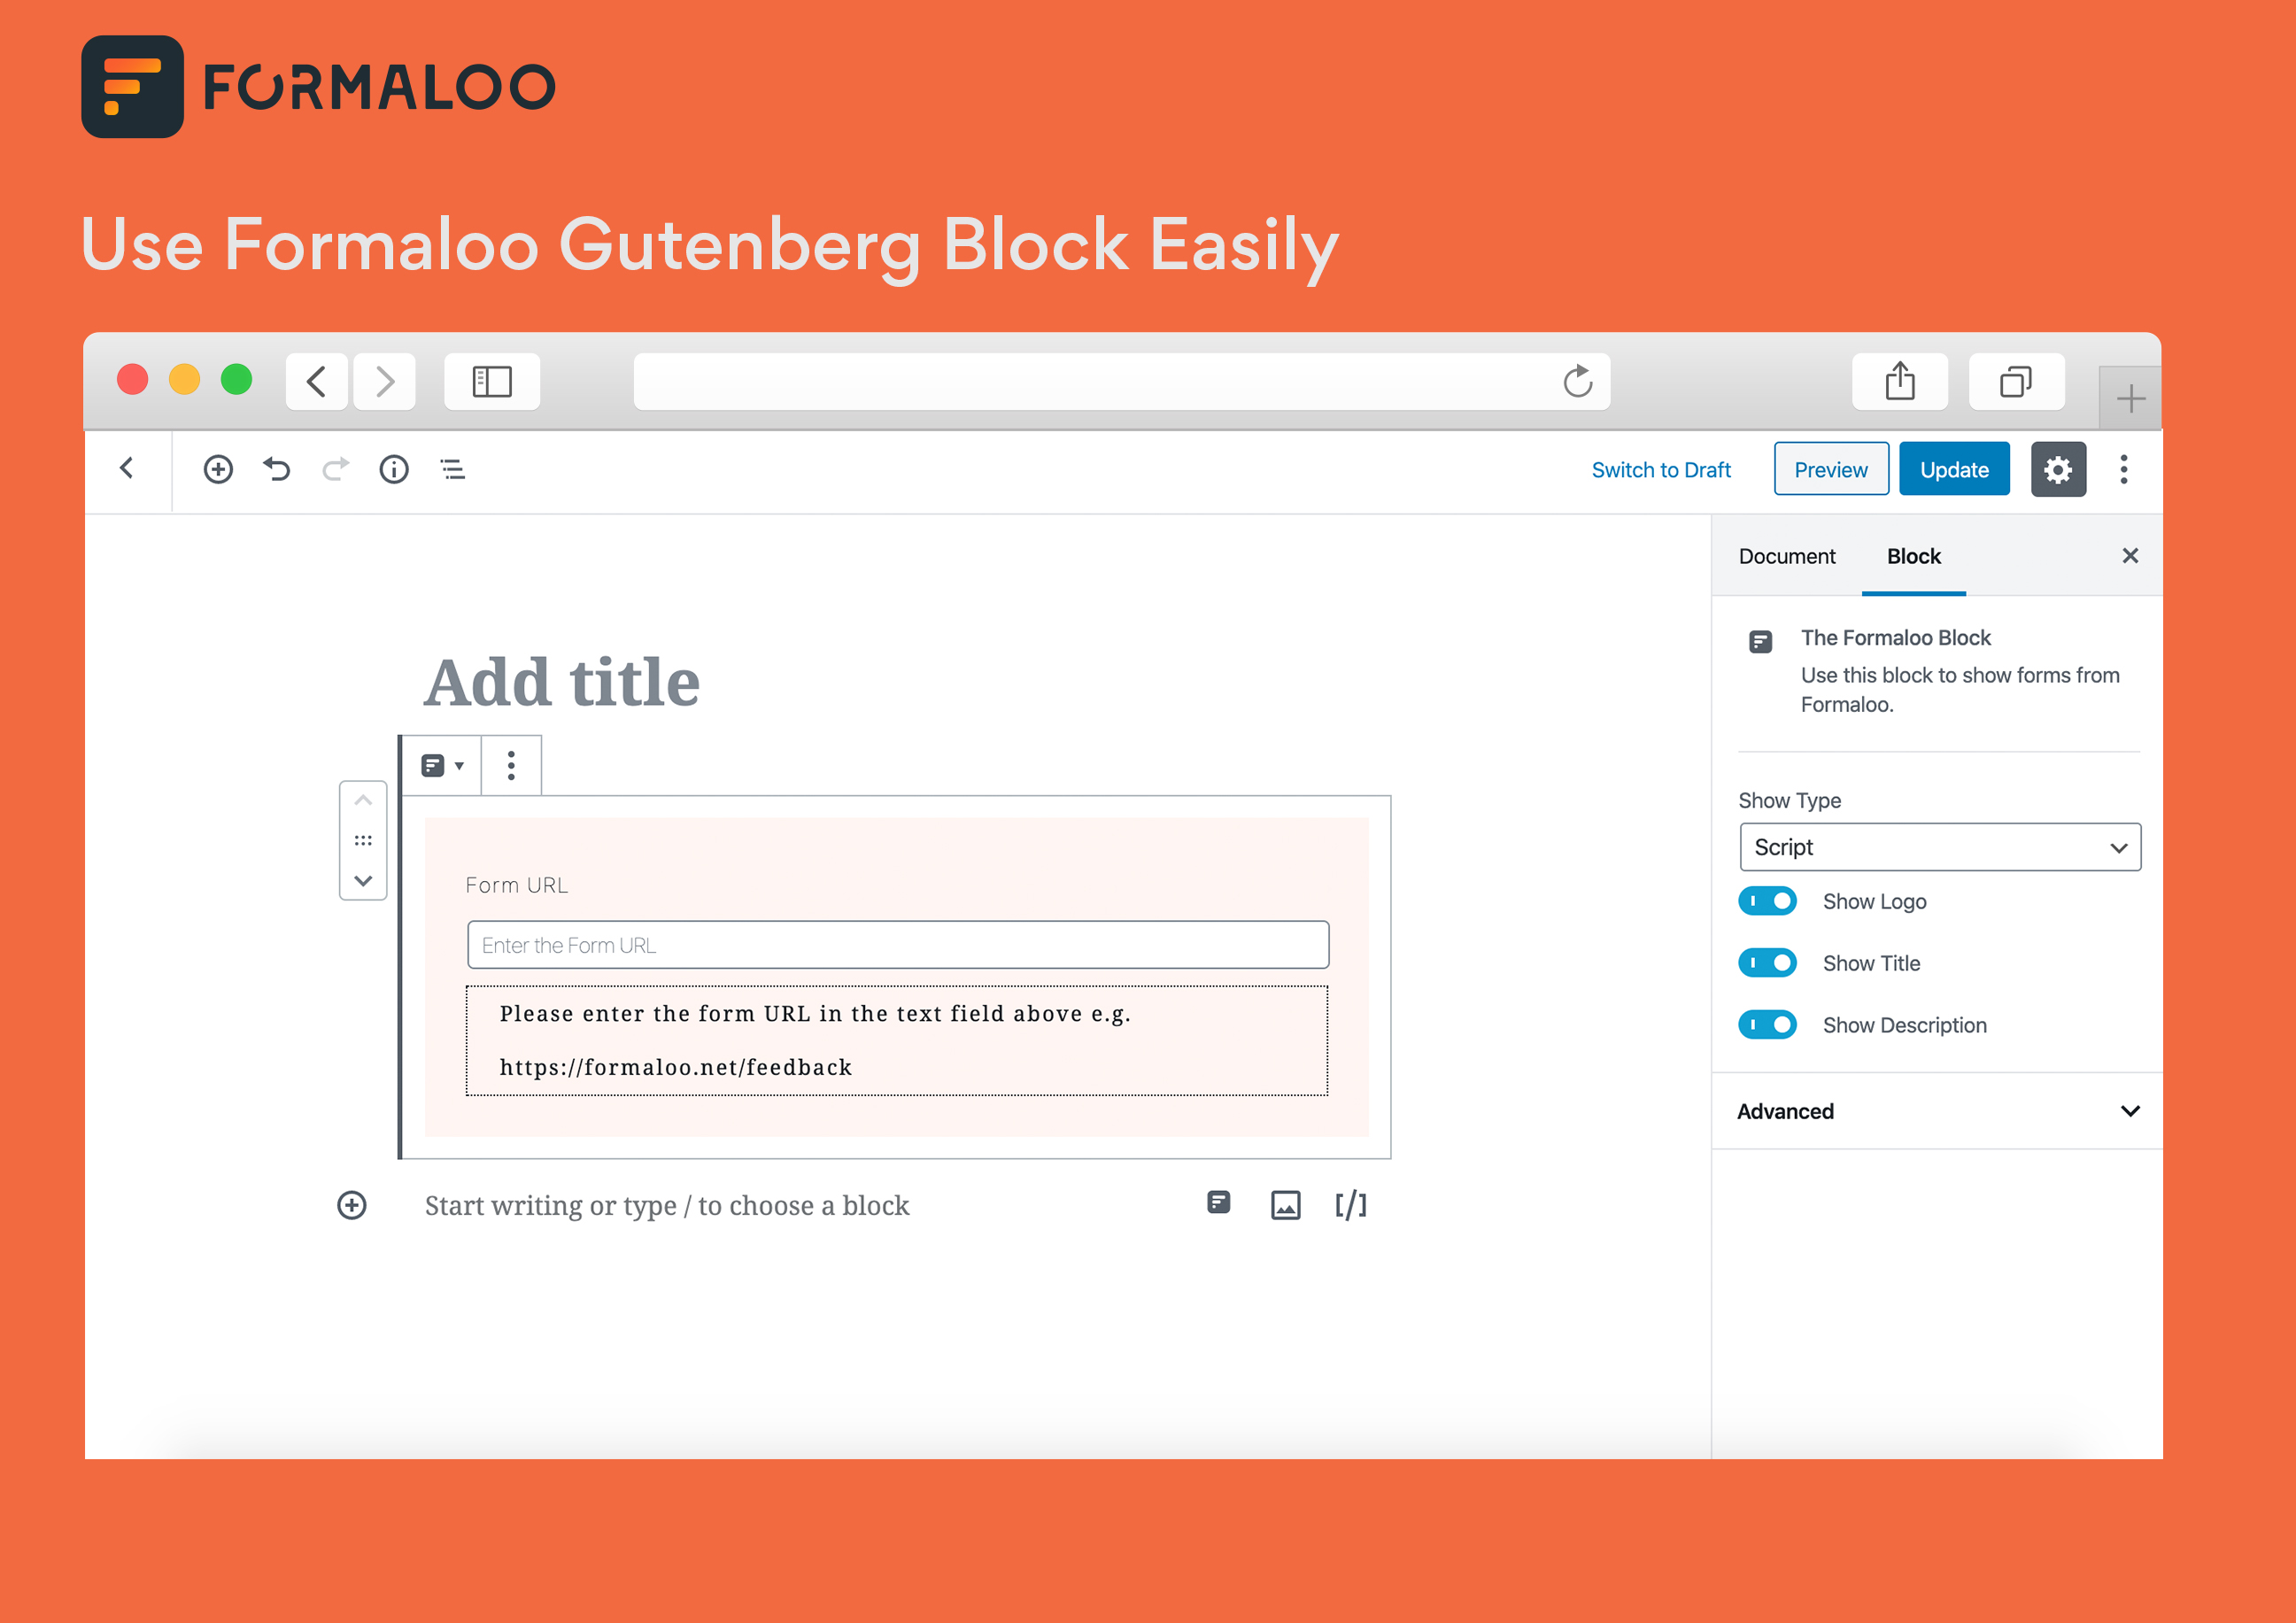 FORMALOO
Use Formaloo Gutenberg Block Easily
Switch to Draft
Preview
Update
Document
Block
The Formaloo Block
Use this block to show forms from
Formaloo.
Add title
Show Type
Script
Form URL
Show Logo
Enter the Form URL
Show Title
Please enter the form URL in the text field above e.g.
Show Description
https://formaloo.net/feedback
Advanced
Start writing or type / to choose a block
[/]